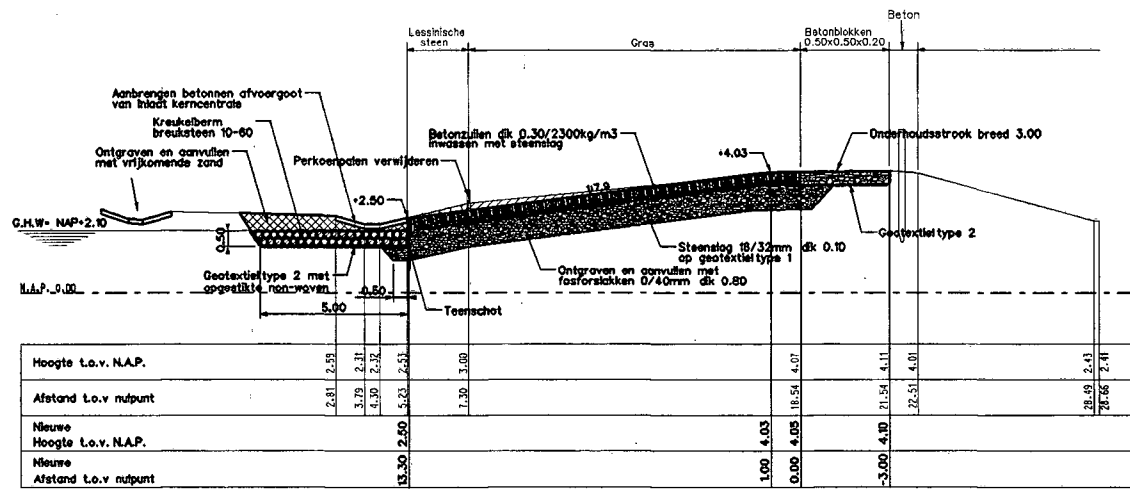 Lessinische
steen
Gras
Betonblokken
0.50x0.50x0.20
Beton
Aanbrengen betonnen afvoergoot
van inlaat kerncentrale
Kreukelberm
breuksteen 10-60
Ontgraven en aanvullen
met vrijkomende zand
Perkoenpalen verwijderen
Betonzuilen dik 0.30/2300kg/m3
inwassen met steenslag
+4.03
Onderhoudsstrook breed 3.00
+2.50
1:7.9
G.H.W= NAP+2.10
0.50
Geotextieltype 2
Steenslag 18/32mm dik 0.10
op geotextieltype 1
Geotextieltype 2 met
opgestikte non-woven
Ontgraven en aanvullen met
fosforslakken 0/40mm dik 0.80
N.A.P. 0.00
0.50
5.00
Teenschot
Hoogte t.o.v. N.A.P. 2.59 2.31 2.32 2.53 3.00 4.07 4.11 4.01 2.43 2.41
Afstand t.o.v nulpunt 2.81 3.79 4.30 5.23 7.30 18.54 21.54 22.51 28.49 28.66
Nieuwe
Hoogte t.o.v. N.A.P. 2.50 4.03 4.05 4.10
Nieuwe
Afstand t.o.v nulpunt 13.30 1.00 0.00 -3.00